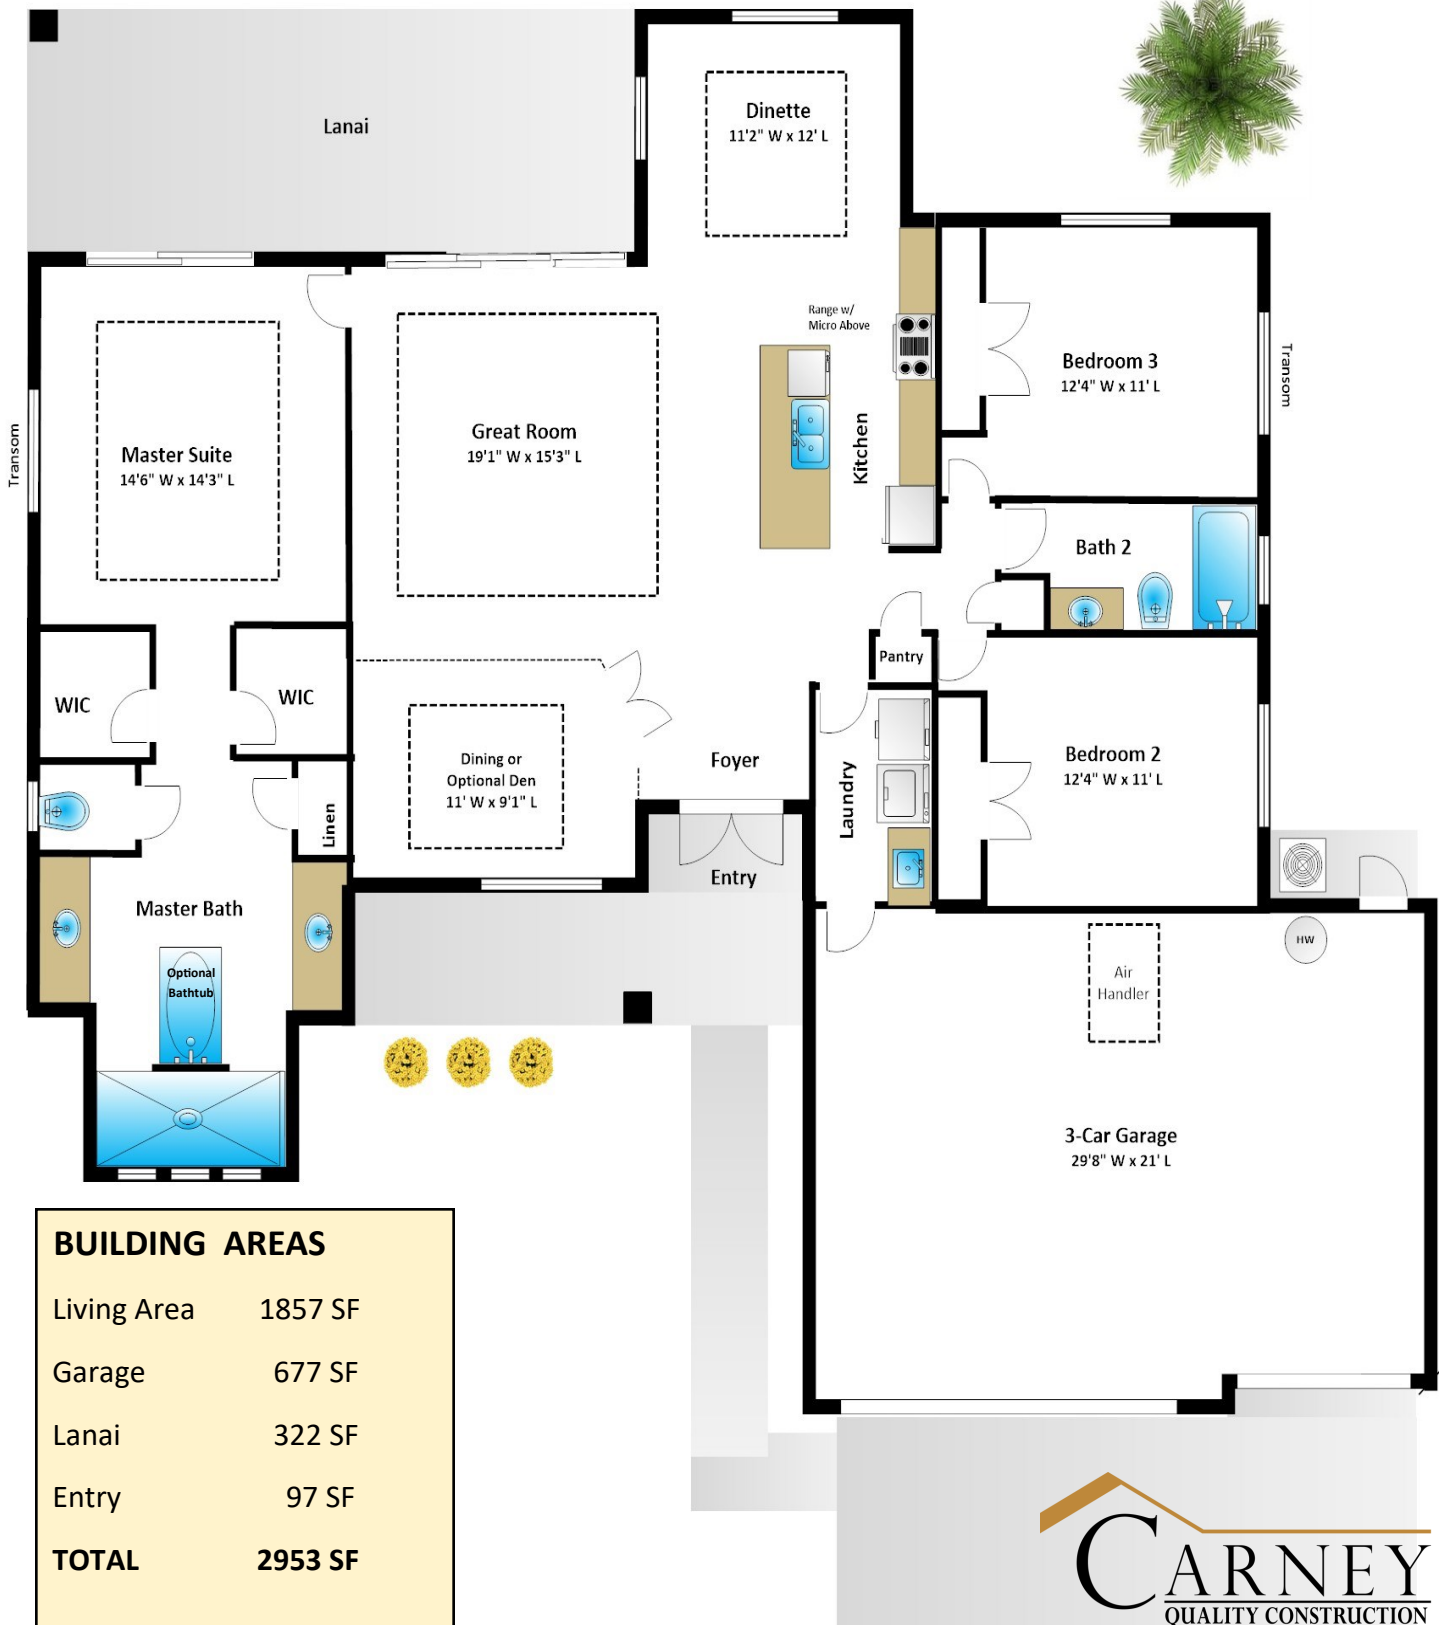 Lanai
Dinette
11'2" W x 12' L
Range w/
Micro Above
Bedroom 3
12'4" W x 11' L
Transom
Transom
Master Suite
14'6" W x 14'3" L
Great Room
19'1" W x 15'3" L
Kitchen
Bath 2
Pantry
WIC
WIC
Dining or
Optional Den
11' W x 9'1" L
Foyer
Laundry
Bedroom 2
12'4" W x 11' L
Linen
Entry
Master Bath
Optional
Bathtub
Air
Handler
HW
3-Car Garage
29'8" W x 21' L
BUILDING AREAS
Living Area 1857 SF
Garage 677 SF
Lanai 322 SF
Entry 97 SF
TOTAL 2953 SF
CARNEY
QUALITY CONSTRUCTION